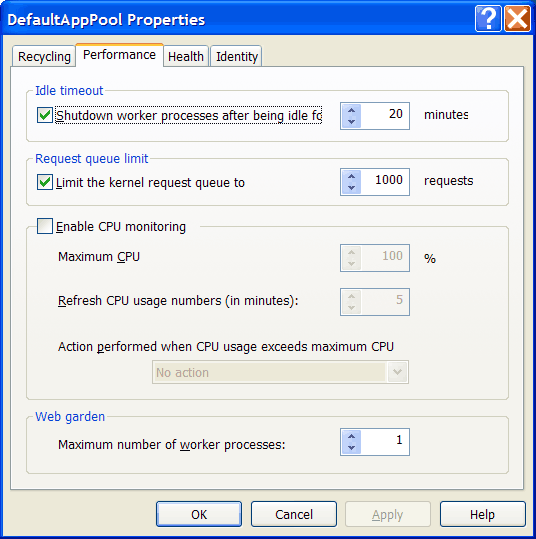 DefaultAppPool Properties
Recycling Performance Health Identity
Idle timeout
Shutdown worker processes after being idle fo 20 minutes
Request queue limit
Limit the kernel request queue to 1000 requests
Enable CPU monitoring
Maximum CPU 100 %
Refresh CPU usage numbers (in minutes): 5
Action performed when CPU usage exceeds maximum CPU
No action
Web garden
Maximum number of worker processes: 1
OK Cancel Apply Help